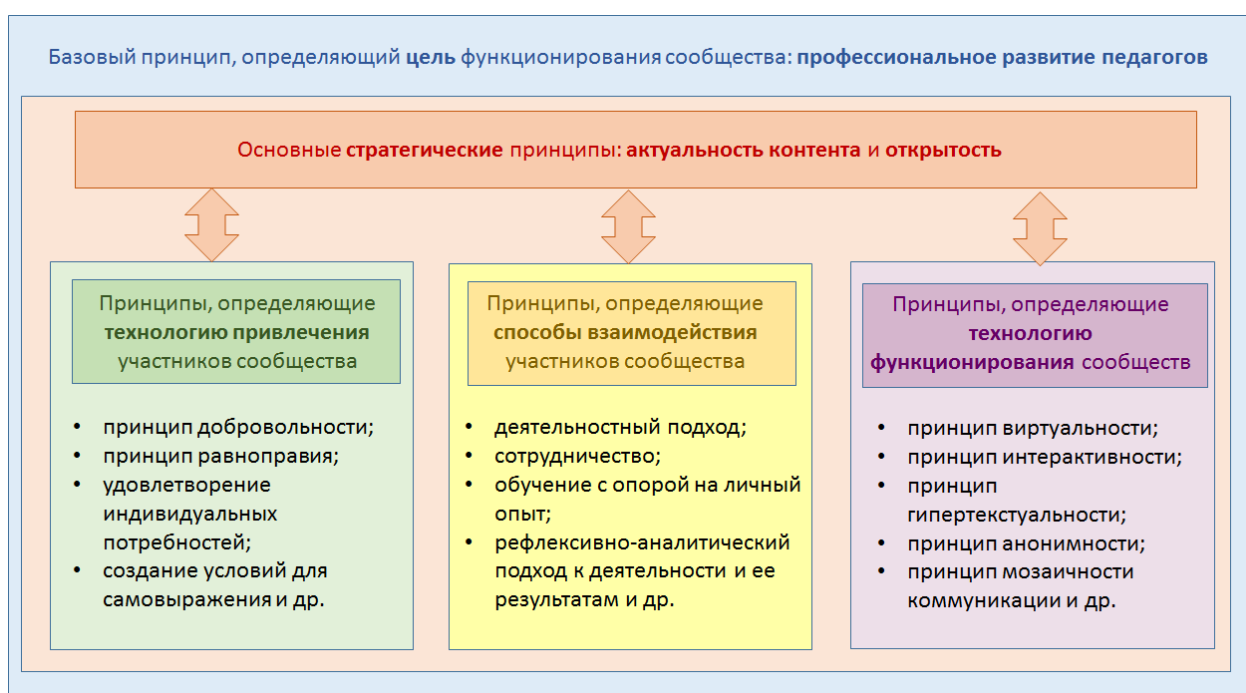 Базовый принцип, определяющий цель функционирования сообщества: профессиональное развитие педагогов
Основные стратегические принципы: актуальность контента и открытость
Принципы, определяющие
технологию привлечения
участников сообщества
• принцип добровольности;
• принцип равноправия;
• удовлетворение
индивидуальных
потребностей;
• создание условий для
самовыражения и др.
Принципы, определяющие
способы взаимодействия
участников сообщества
• деятельностный подход;
• сотрудничество;
• обучение с опорой на личный
опыт;
• рефлексивно-аналитический
подход к деятельности и ее
результатам и др.
Принципы, определяющие
технологию
функционирования сообществ
• принцип виртуальности;
• принцип интерактивности;
• принцип
гипертекстуальности;
• принцип анонимности;
• принцип мозаичности
коммуникации и др.